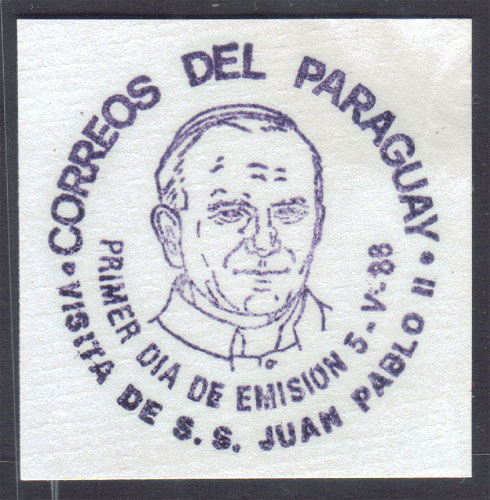 CORREOS DEL PARAGUAY
PRIMER DIA DE EMISION 5-V-88
• VISITA DE S.S. JUAN PABLO II •